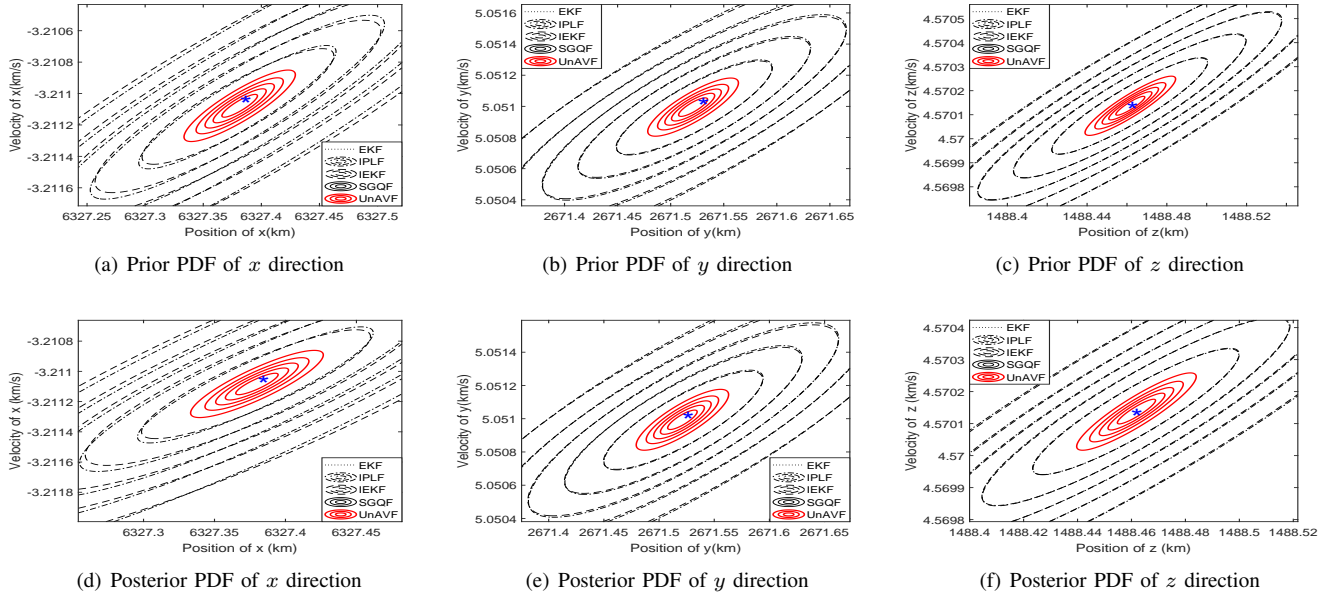 -3.2106
-3.2108
-3.211
-3.2112
-3.2114
-3.2116
Velocity of x(km/s)
EKF
IPLF
IEKF
SGQF
UnAVF
6327.25
6327.3
6327.35
6327.4
6327.45
6327.5
Position of x(km)
(a) Prior PDF of x direction
5.0516
5.0514
5.0512
5.051
5.0508
5.0506
5.0504
Velocity of y(km/s)
EKF
IPLF
IEKF
SGQF
UnAVF
2671.4
2671.45
2671.5
2671.55
2671.6
2671.65
Position of y(km)
(b) Prior PDF of y direction
4.5705
4.5704
4.5703
4.5702
4.5701
4.57
4.5699
4.5698
Velocity of z(km/s)
EKF
IPLF
IEKF
SGQF
UnAVF
1488.4
1488.44
1488.48
1488.52
Position of z(km)
(c) Prior PDF of z direction
-3.2108
-3.211
-3.2112
-3.2114
-3.2116
-3.2118
Velocity of x (km/s)
EKF
IPLF
IEKF
SGQF
UnAVF
6327.3
6327.35
6327.4
6327.45
Position of x (km)
(d) Posterior PDF of x direction
5.0514
5.0512
5.051
5.0508
5.0506
5.0504
Velocity of y(km/s)
EKF
IPLF
IEKF
SGQF
UnAVF
2671.4
2671.45
2671.5
2671.55
2671.6
2671.65
Position of y(km)
(e) Posterior PDF of y direction
4.5704
4.5703
4.5702
4.5701
4.57
4.5699
4.5698
Velocity of z (km/s)
EKF
IPLF
IEKF
SGQF
UnAVF
1488.4
1488.42
1488.44
1488.46
1488.48
1488.5
1488.52
Position of z (km)
(f) Posterior PDF of z direction